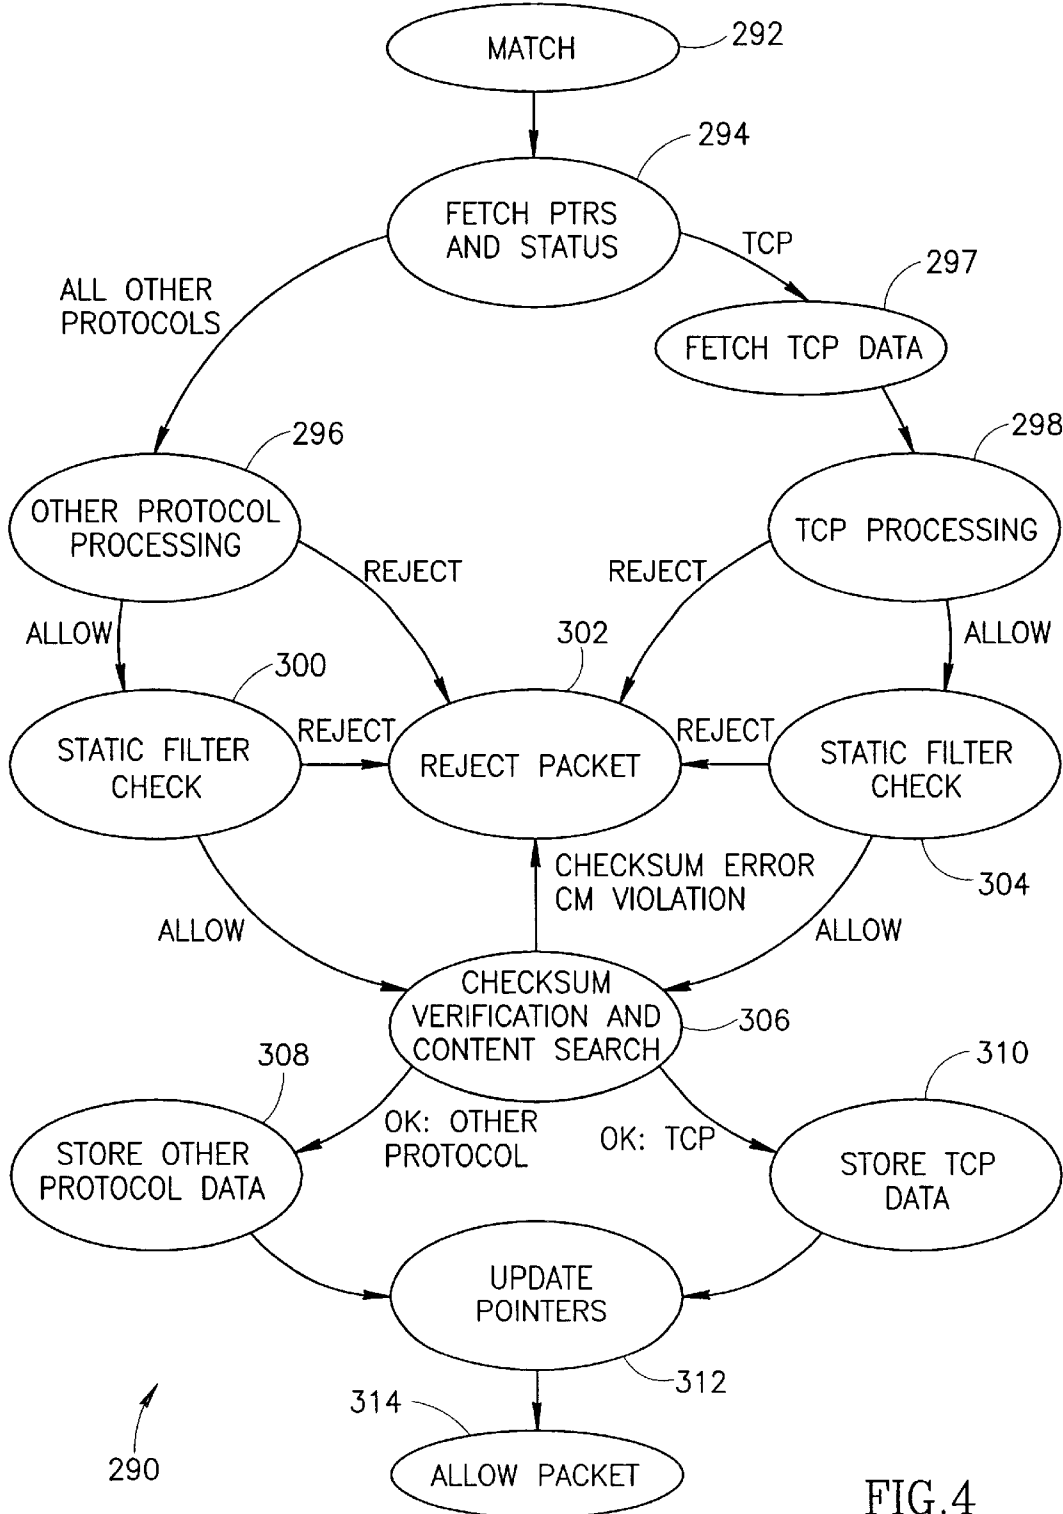 MATCH
292
294
FETCH PTRS
AND STATUS
TCP
297
ALL OTHER
PROTOCOLS
FETCH TCP DATA
296
298
OTHER PROTOCOL
PROCESSING
TCP PROCESSING
REJECT
REJECT
ALLOW
302
ALLOW
300
STATIC FILTER
CHECK
REJECT
REJECT PACKET
REJECT
STATIC FILTER
CHECK
304
CHECKSUM ERROR
CM VIOLATION
ALLOW
ALLOW
CHECKSUM
VERIFICATION AND
CONTENT SEARCH
306
308
310
OK: OTHER
PROTOCOL
OK: TCP
STORE OTHER
PROTOCOL DATA
STORE TCP
DATA
UPDATE
POINTERS
312
314
290
ALLOW PACKET
FIG.4